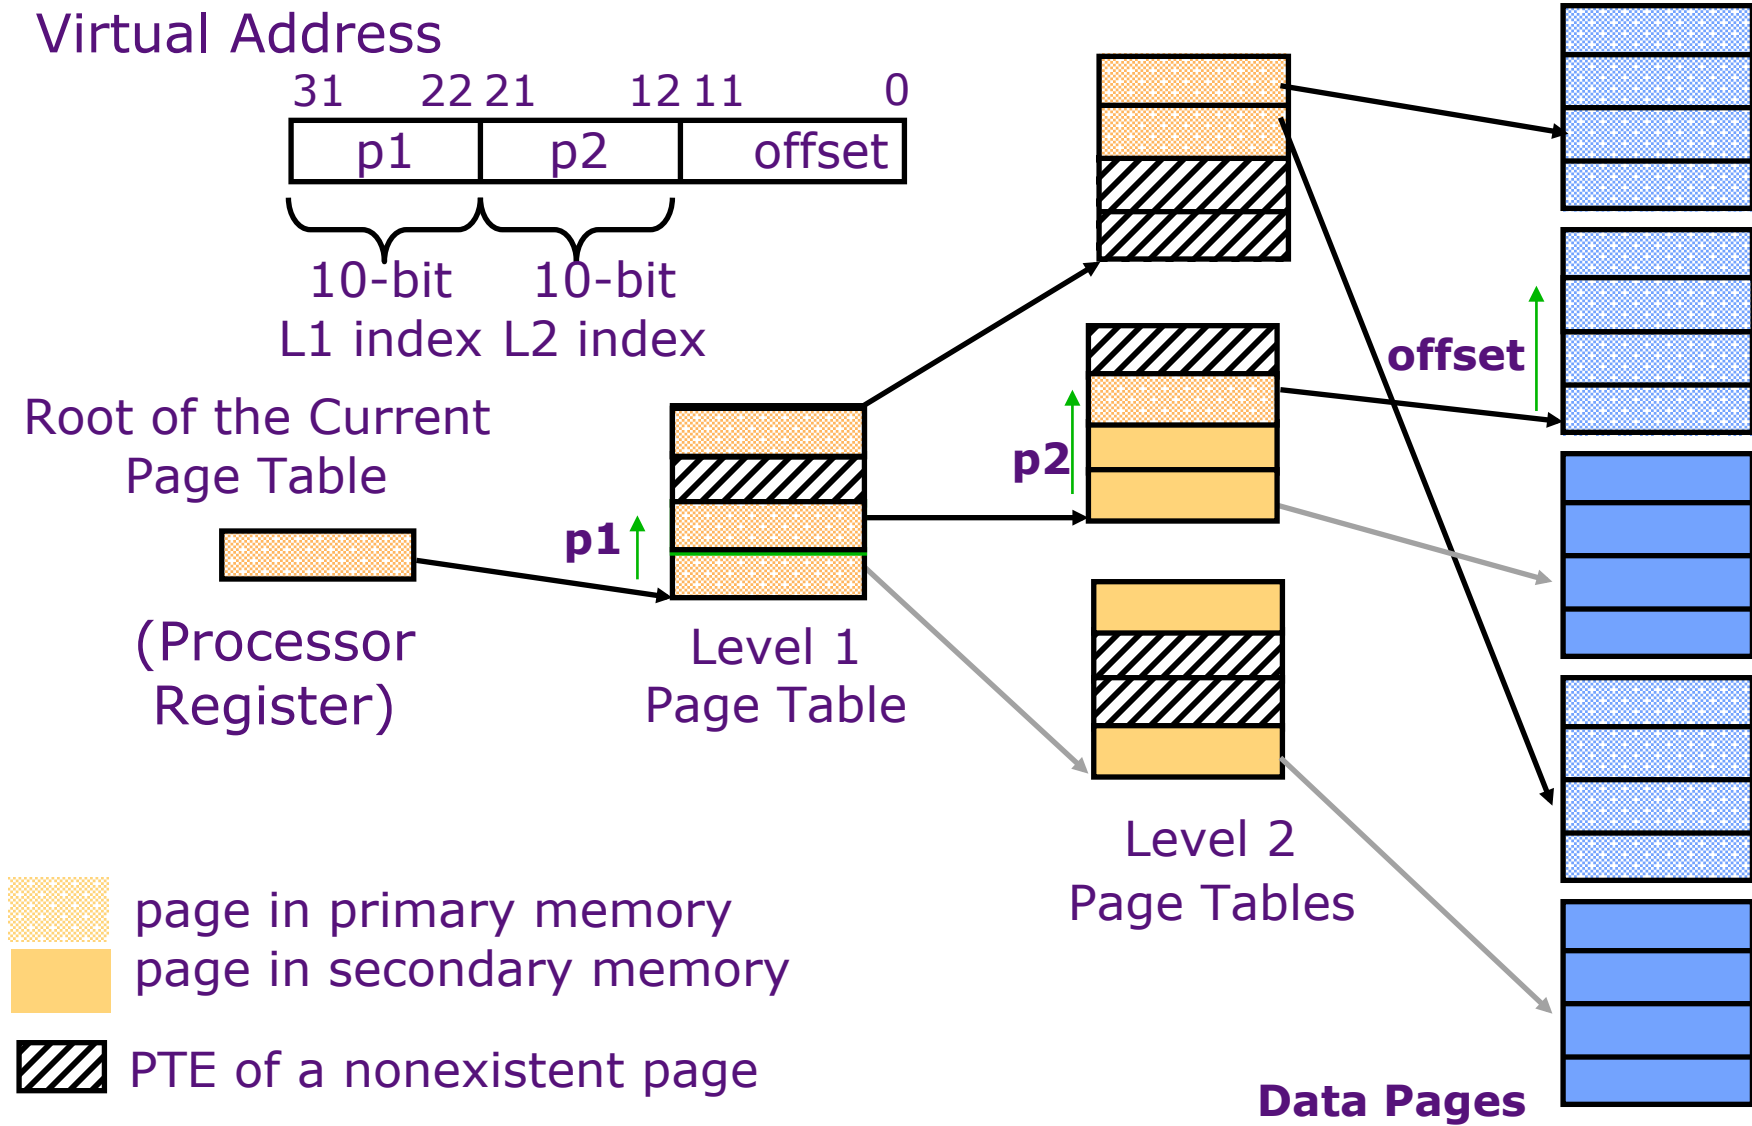 Virtual Address
31 22 21 12 11 0
p1 p2 offset
10-bit 10-bit
L1 index L2 index
Root of the Current
Page Table
(Processor
Register)
p1
Level 1
Page Table
p2
offset
Level 2
Page Tables
page in primary memory
page in secondary memory
PTE of a nonexistent page
Data Pages